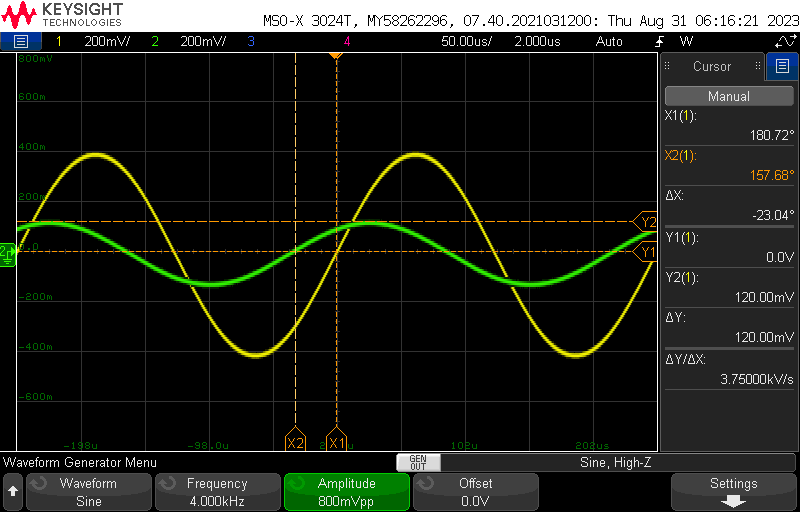 KEYSIGHT
TECHNOLOGIES
MSO-X 3024T, MY58262296, 07.40.2021031200: Thu Aug 31 06:16:21 2023
1 200mV/ 2 200mV/ 3 4 50.00us/ 2.000us Auto W
800mV
600m
400m
200m
0.0
-200m
-400m
-600m
2
Y2
Y1
-198u -98.0u 102u 202u
X2 X1
Cursor
Manual
X1(1):
180.72°
X2(1):
157.68°
ΔX:
-23.04°
Y1(1):
0.0V
Y2(1):
120.00mV
ΔY:
120.00mV
ΔY/ΔX:
3.75000kV/s
Waveform Generator Menu
GEN OUT
Sine, High-Z
Waveform
Sine
Frequency
4.000kHz
Amplitude
800mVpp
Offset
0.0V
Settings